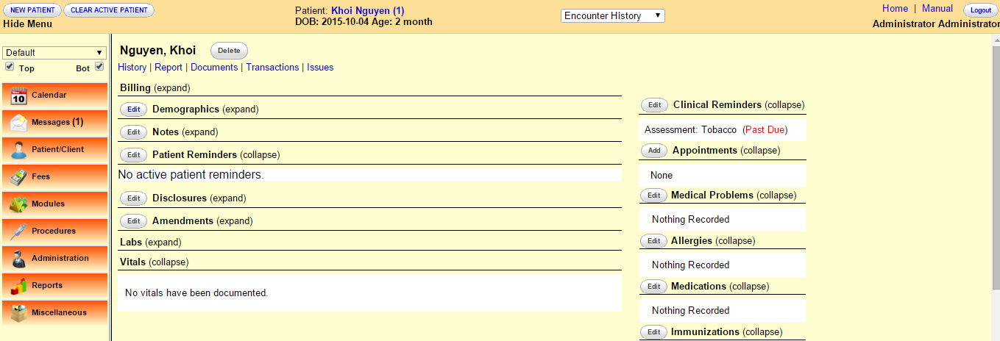 NEW PATIENT CLEAR ACTIVE PATIENT
Hide Menu
Patient: Khoi Nguyen (1)
DOB: 2015-10-04 Age: 2 month
Encounter History
Home | Manual Logout
Administrator Administrator
Default
Top Bot
Calendar
Messages (1)
Patient/Client
Fees
Modules
Procedures
Administration
Reports
Miscellaneous
Nguyen, Khoi Delete
History | Report | Documents | Transactions | Issues
Billing (expand)
Edit Demographics (expand)
Edit Notes (expand)
Edit Patient Reminders (collapse)
No active patient reminders.
Edit Disclosures (expand)
Edit Amendments (expand)
Labs (expand)
Vitals (collapse)
No vitals have been documented.
Edit Clinical Reminders (collapse)
Assessment: Tobacco (Past Due)
Add Appointments (collapse)
None
Edit Medical Problems (collapse)
Nothing Recorded
Edit Allergies (collapse)
Nothing Recorded
Edit Medications (collapse)
Nothing Recorded
Edit Immunizations (collapse)